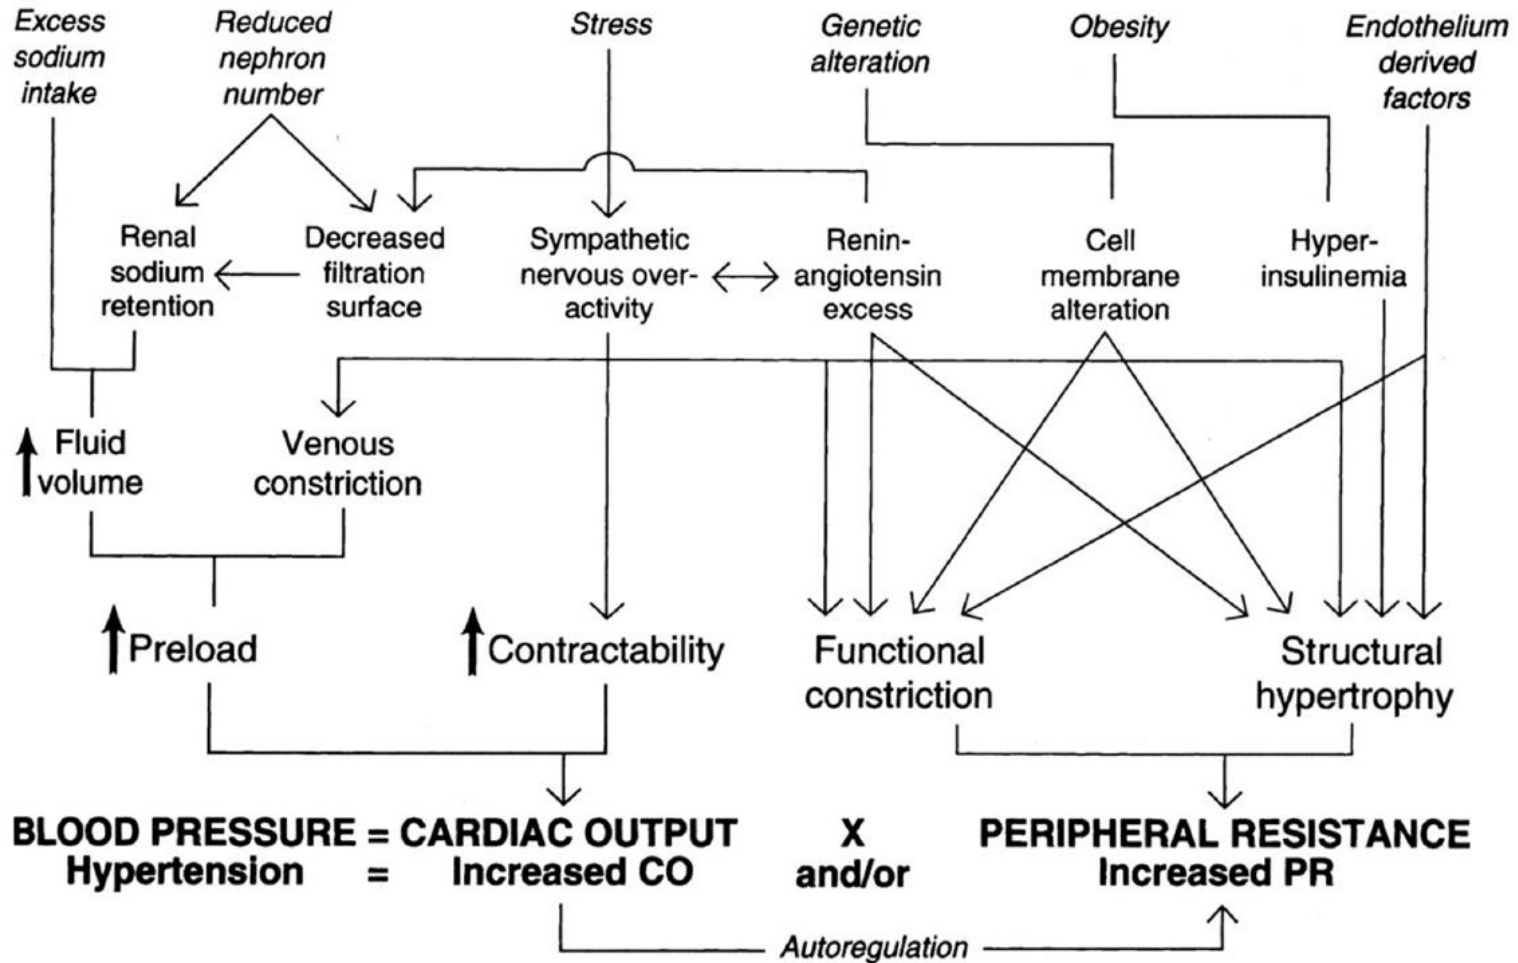 Excess
sodium
intake
Reduced
nephron
number
Stress
Genetic
alteration
Obesity
Endothelium
derived
factors
Renal
sodium
retention
Decreased
filtration
surface
Sympathetic
nervous over-
activity
Renin-
angiotensin
excess
Cell
membrane
alteration
Hyper-
insulinemia
Fluid
volume
Venous
constriction
Preload
Contractability
Functional
constriction
Structural
hypertrophy
BLOOD PRESSURE = CARDIAC OUTPUT X PERIPHERAL RESISTANCE
Hypertension = Increased CO and/or Increased PR
Autoregulation